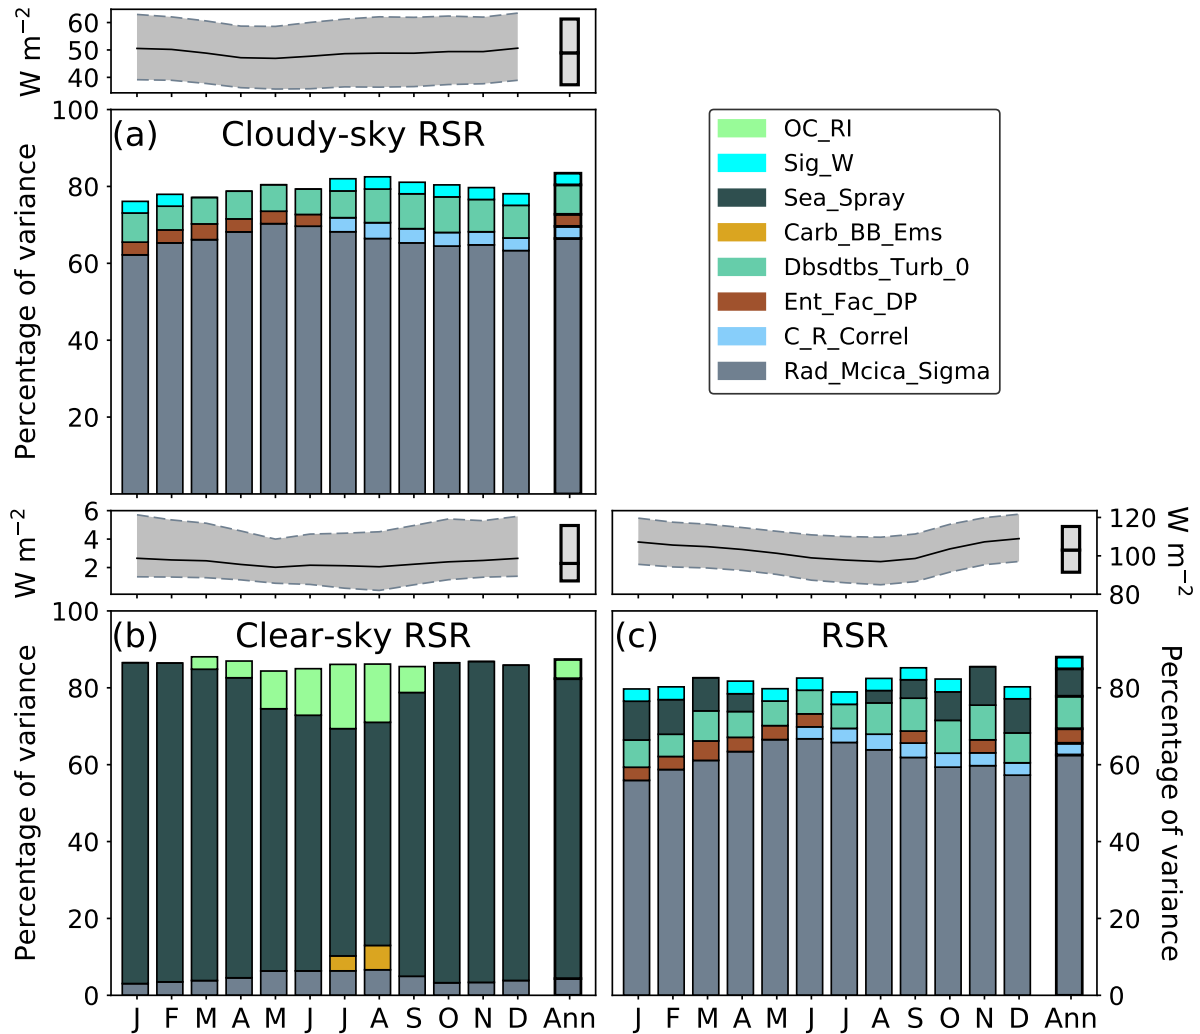 W m−2
60
50
40
(a) Cloudy-sky RSR
Percentage of variance
100
80
60
40
20
OC_RI
Sig_W
Sea_Spray
Carb_BB_Ems
Dbsdtbs_Turb_0
Ent_Fac_DP
C_R_Correl
Rad_Mcica_Sigma
W m−2
6
4
2
120
100
80
W m−2
(b) Clear-sky RSR
Percentage of variance
100
80
60
40
20
0
J F M A M J J A S O N D Ann
(c) RSR
80
60
40
20
0
Percentage of variance
J F M A M J J A S O N D Ann